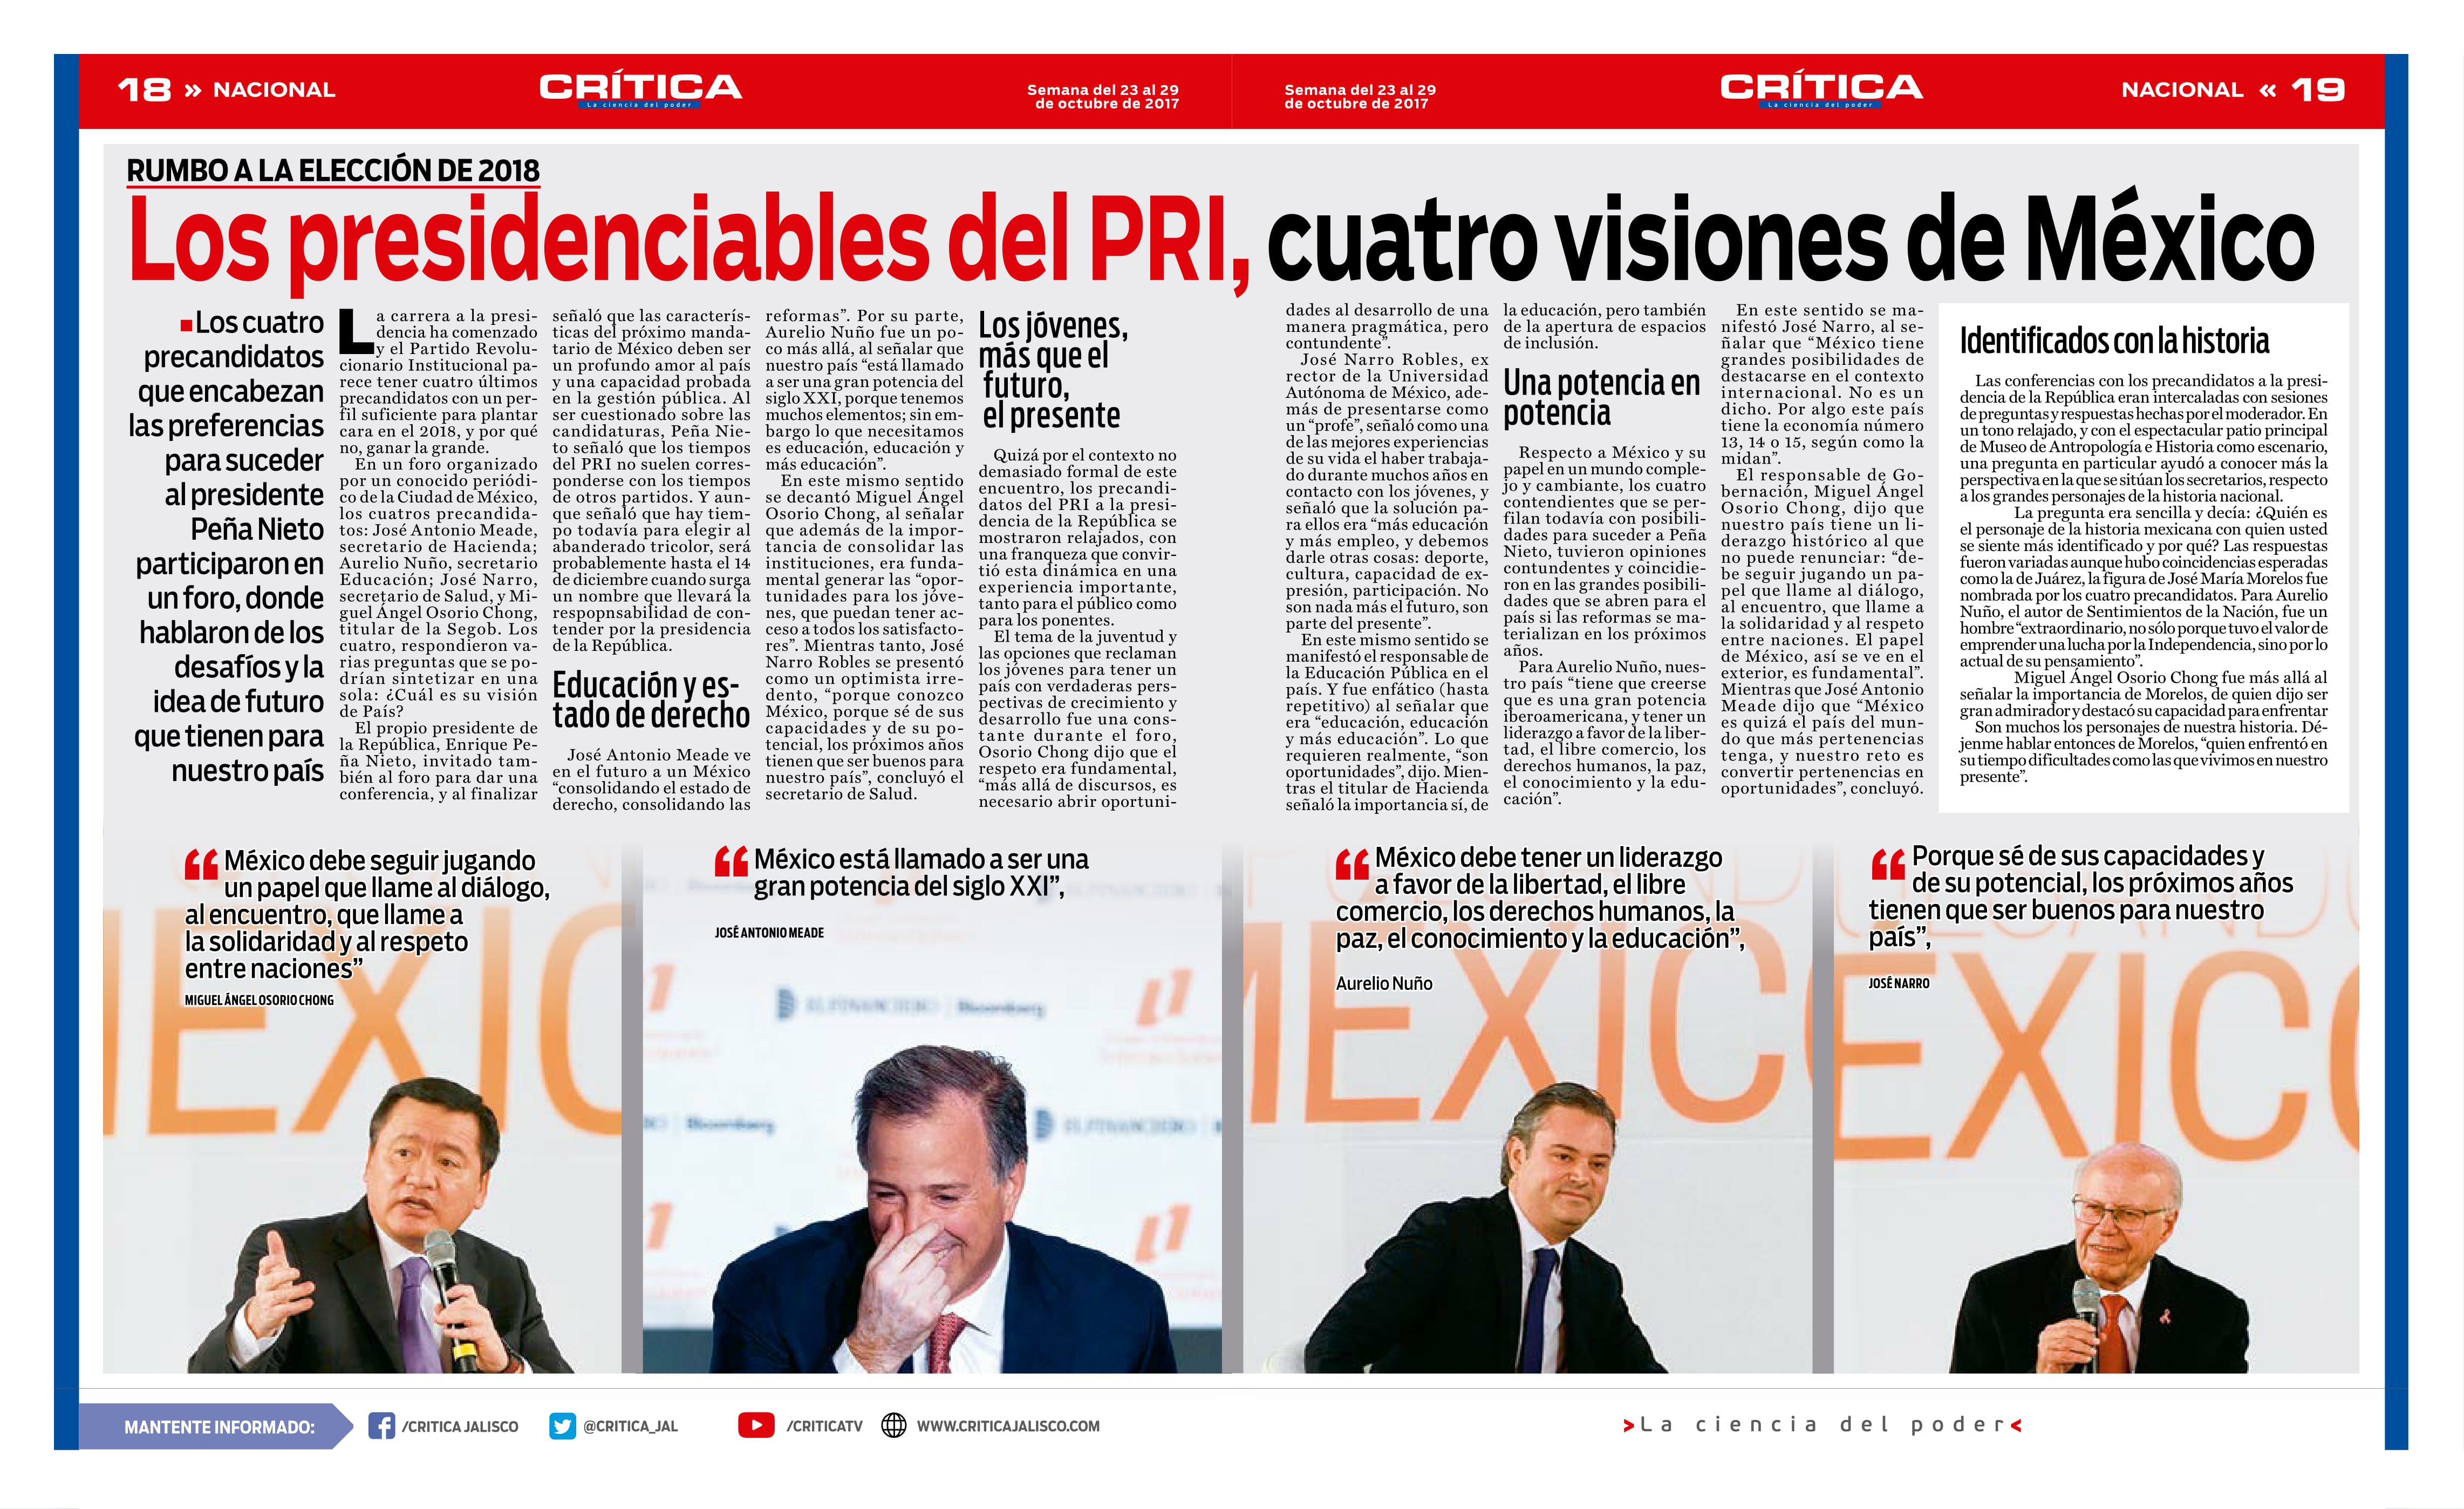 18 » NACIONAL
CRÍTICA
La ciencia del poder
Semana del 23 al 29
de octubre de 2017
Semana del 23 al 29
de octubre de 2017
CRÍTICA
La ciencia del poder
NACIONAL « 19
RUMBO A LA ELECCIÓN DE 2018
Los presidenciables del PRI, cuatro visiones de México
Los cuatro
precandidatos
que encabezan
las preferencias
para suceder
al presidente
Peña Nieto
participaron en
un foro, donde
hablaron de los
desafíos y la
idea de futuro
que tienen para
nuestro país
La carrera a la presi-
dencia ha comenzado
y el Partido Revolu-
cionario Institucional pa-
rece tener cuatro últimos
precandidatos con un per-
fil suficiente para plantar
cara en el 2018, y por qué
no, ganar la grande.
En un foro organizado
por un conocido periódi-
co de la Ciudad de México,
los cuatro precandida-
tos: José Antonio Meade,
secretario de Hacienda;
Aurelio Nuño, secretario
Educación; José Narro,
secretario de Salud, y Mi-
guel Ángel Osorio Chong,
titular de la Segob. Los
cuatro, respondieron va-
rias preguntas que se po-
drían sintetizar en una
sola: ¿Cuál es su visión
de País?
El propio presidente de
la República, Enrique Pe-
ña Nieto, invitado tam-
bién al foro para dar una
conferencia, y al finalizar
señaló que las caracterís-
ticas del próximo manda-
tario de México deben ser
un profundo amor al país
y una capacidad probada
en la gestión pública. Al
ser cuestionado sobre las
candidaturas, Peña Nie-
to señaló que los tiempos
del PRI no suelen corres-
ponderse con los tiempos
de otros partidos. Y aun-
que señaló que hay tiem-
po todavía para elegir al
abanderado tricolor, será
probablemente hasta el 14
de diciembre cuando surga
un nombre que llevará la
respopnsabilidad de con-
tender por la presidencia
de la República.
Educación y es-
tado de derecho
José Antonio Meade ve
en el futuro a un México
“consolidando el estado de
derecho, consolidando las
reformas”. Por su parte,
Aurelio Nuño fue un po-
co más allá, al señalar que
nuestro país “está llamado
a ser una gran potencia del
siglo XXI, porque tenemos
muchos elementos; sin em-
bargo lo que necesitamos
es educación, educación y
más educación”.
En este mismo sentido
se decantó Miguel Ángel
Osorio Chong, al señalar
que además de la impor-
tancia de consolidar las
instituciones, era funda-
mental generar las “opor-
tunidades para los jóve-
nes, que puedan tener ac-
ceso a todos los satisfacto-
res”. Mientras tanto, José
Narro Robles se presentó
como un optimista irre-
dento, “porque conozco
México, porque sé de sus
capacidades y de su po-
tencial, los próximos años
tienen que ser buenos para
nuestro país”, concluyó el
secretario de Salud.
Los jóvenes,
más que el
futuro,
el presente
Quizá por el contexto no
demasiado formal de este
encuentro, los precandi-
datos del PRI a la presi-
dencia de la República se
mostraron relajados, con
una franqueza que convir-
tió esta dinámica en una
experiencia importante,
tanto para el público como
para los ponentes.
El tema de la juventud y
las opciones que reclaman
los jóvenes para tener un
país con verdaderas pers-
pectivas de crecimiento y
desarrollo fue una cons-
tante durante el foro,
Osorio Chong dijo que el
respeto era fundamental,
“más allá de discursos, es
necesario abrir oportuni-
dades al desarrollo de una
manera pragmática, pero
contundente”.
José Narro Robles, ex
rector de la Universidad
Autónoma de México, ade-
más de presentarse como
un “profe”, señaló como una
de las mejores experiencias
de su vida el haber trabaja-
do durante muchos años en
contacto con los jóvenes, y
señaló que la solución pa-
ra ellos era “más educación
y más empleo, y debemos
darle otras cosas: deporte,
cultura, capacidad de ex-
presión, participación. No
son nada más el futuro, son
parte del presente”.
En este mismo sentido se
manifestó el responsable de
la Educación Pública en el
país. Y fue enfático (hasta
repetitivo) al señalar que
era “educación, educación
y más educación”. Lo que
requieren realmente, “son
oportunidades”, dijo. Mien-
tras el titular de Hacienda
señaló la importancia sí, de
la educación, pero también
de la apertura de espacios
de inclusión.
Una potencia en
potencia
Respecto a México y su
papel en un mundo comple-
jo y cambiante, los cuatro
contendientes que se per-
filan todavía con posibili-
dades para suceder a Peña
Nieto, tuvieron opiniones
contundentes y coincidie-
ron en las grandes posibili-
dades que se abren para el
país si las reformas se ma-
terializan en los próximos
años.
Para Aurelio Nuño, nues-
tro país “tiene que creerse
que es una gran potencia
iberoamericana, y tener un
liderazgo a favor de la liber-
tad, el libre comercio, los
derechos humanos, la paz,
el conocimiento y la edu-
cación”.
En este sentido se ma-
nifestó José Narro, al se-
ñalar que “México tiene
grandes posibilidades de
destacarse en el contexto
internacional. No es un
dicho. Por algo este país
tiene la economía número
13, 14 o 15, según como la
midan”.
El responsable de Go-
bernación, Miguel Ángel
Osorio Chong, dijo que
nuestro país tiene un li-
derazgo histórico al que
no puede renunciar: “de-
be seguir jugando un pa-
pel que llame al diálogo,
al encuentro, que llame a
la solidaridad y al respeto
entre naciones. El papel
de México, así se ve en el
exterior, es fundamental”.
Mientras que José Antonio
Meade dijo que “México
es quizá el país del mun-
do que más pertenencias
tenga, y nuestro reto es
convertir pertenencias en
oportunidades”, concluyó.
Identificados con la historia
Las conferencias con los precandidatos a la presi-
dencia de la República eran intercaladas con sesiones
de preguntas y respuestas hechas por el moderador. En
un tono relajado, y con el espectacular patio principal
de Museo de Antropología e Historia como escenario,
una pregunta en particular ayudó a conocer más la
perspectiva en la que se sitúan los secretarios, respecto
a los grandes personajes de la historia nacional.
La pregunta era sencilla y decía: ¿Quién es
el personaje de la historia mexicana con quien usted
se siente más identificado y por qué? Las respuestas
fueron variadas aunque hubo coincidencias esperadas
como la de Juárez, la figura de José María Morelos fue
nombrada por los cuatro precandidatos. Para Aurelio
Nuño, el autor de Sentimientos de la Nación, fue un
hombre “extraordinario, no sólo porque tuvo el valor de
emprender una lucha por la Independencia, sino por lo
actual de su pensamiento”.
Miguel Ángel Osorio Chong fue más allá al
señalar la importancia de Morelos, de quien dijo ser
gran admirador y destacó su capacidad para enfrentar
Son muchos los personajes de nuestra historia. Dé-
jenme hablar entonces de Morelos, “quien enfrentó en
su tiempo dificultades como las que vivimos en nuestro
presente”.
“México debe seguir jugando
un papel que llame al diálogo,
al encuentro, que llame a
la solidaridad y al respeto
entre naciones”
MIGUEL ÁNGEL OSORIO CHONG
MÉXICO
“México está llamado a ser una
gran potencia del siglo XXI”,
JOSÉ ANTONIO MEADE
EL FINANCIERO | Bloomberg
Bloomberg
EL FINANCIERO
“México debe tener un liderazgo
a favor de la libertad, el libre
comercio, los derechos humanos, la
paz, el conocimiento y la educación”,
Aurelio Nuño
MEXICO
“Porque sé de sus capacidades y
de su potencial, los próximos años
tienen que ser buenos para nuestro
país”,
JOSÉ NARRO
EXICO
MANTENTE INFORMADO:
/CRITICA JALISCO
@CRITICA_JAL
/CRITICATV
WWW.CRITICAJALISCO.COM
>La ciencia del poder<